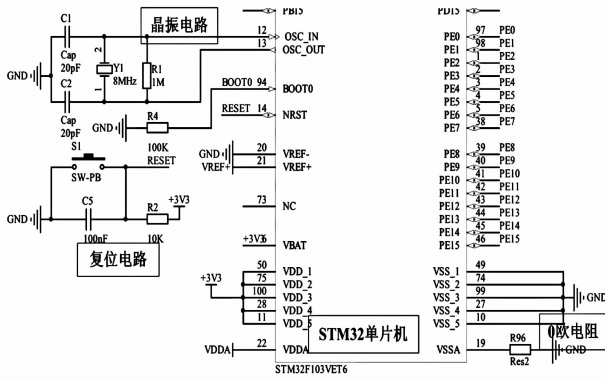 晶振电路
C1
Cap
20pF
C2
Cap
20pF
GND
2
Y1
8MHz
1
R1
1M
12 OSC_IN
13 OSC_OUT
BOOT0 94 BOOT0
RESET 14 NRST
GND R4
100K
S1
SW-PB
RESET
GND
C5
100nF
R2
10K
+3V3
复位电路
GND 20 VREF-
VREF+ 21 VREF+
73 NC
VBAT
+3V3
50 VDD_1
75 VDD_2
100 VDD_3
28 VDD_4
11 VDD_5
VDDA 22 VDDA
STM32单片机
STM32F103VET6
PB15
PD15
PE0 97 PE0
PE1 98 PE1
PE2 1 PE2
PE3 2 PE3
PE4 3 PE4
PE5 4 PE5
PE6 5 PE6
PE7 38 PE7
PE8 39 PE8
PE9 40 PE9
PE10 41 PE10
PE11 42 PE11
PE12 43 PE12
PE13 44 PE13
PE14 45 PE14
PE15 46 PE15
VSS_1 49
VSS_2 74
VSS_3 99
VSS_4 27
VSS_5 10
GND
VSSA 19
R96
Res2
0欧电阻
GND